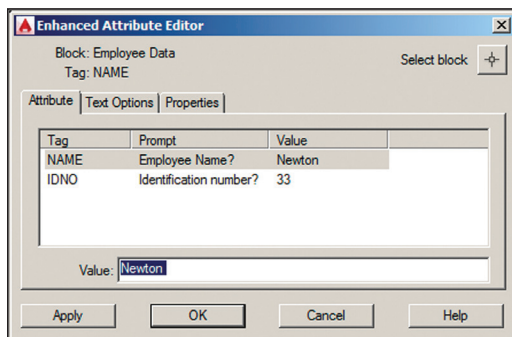 Enhanced Attribute Editor
Block: Employee Data
Tag: NAME
Select block
Attribute Text Options Properties
Tag Prompt Value
NAME Employee Name? Newton
IDNO Identification number? 33
Value: Newton
Apply OK Cancel Help